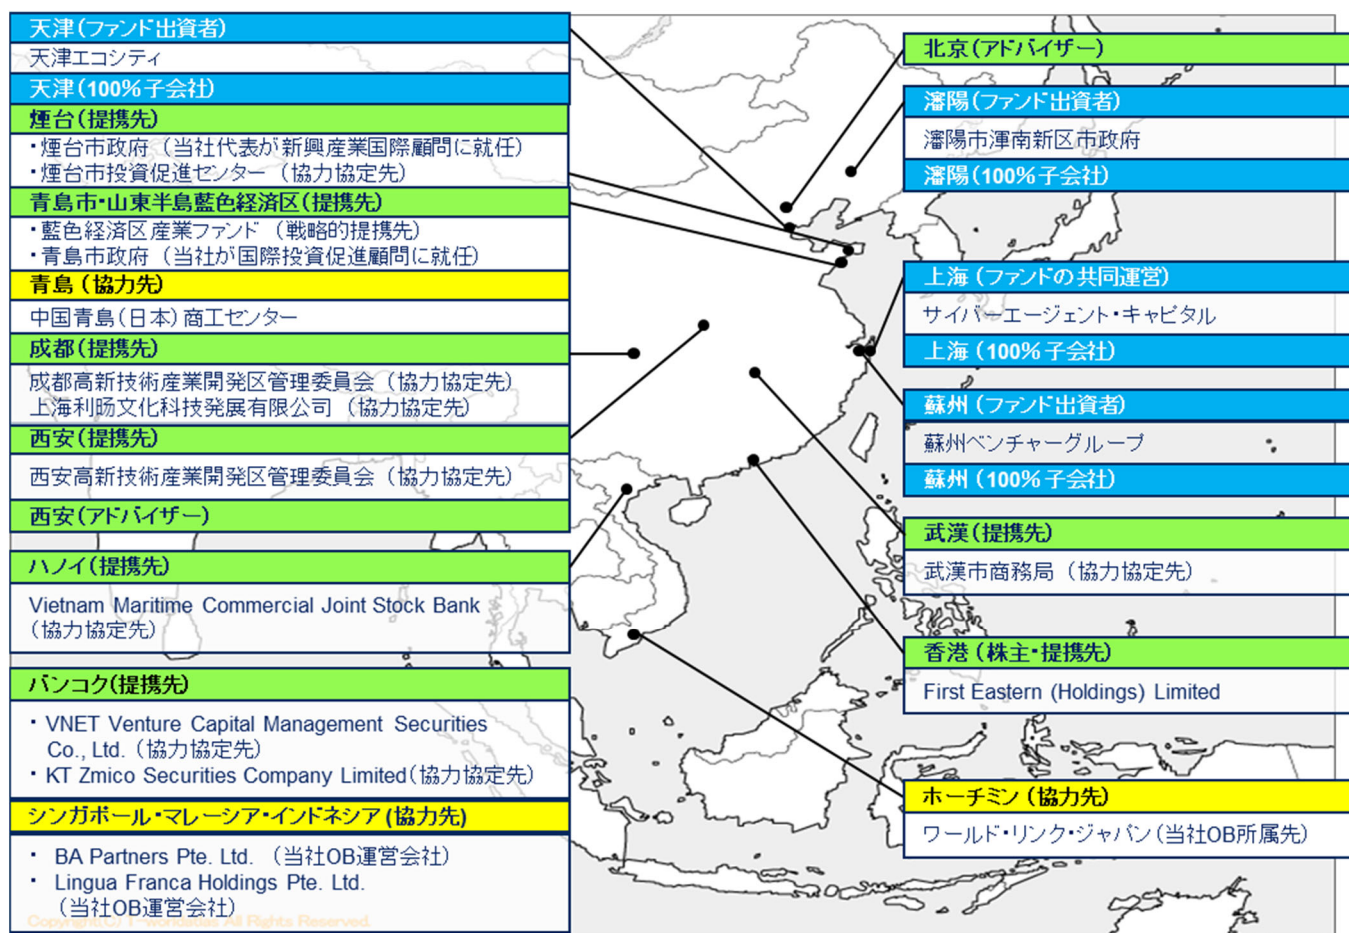 天津(ファンド出資者)
天津エコシティ
天津(100%子会社)
煙台(提携先)
・煙台市政府（当社代表が新興産業国際顧問に就任）
・煙台市投資促進センター（協力協定先）
青島市・山東半島藍色経済区(提携先)
・藍色経済区産業ファンド（戦略的提携先）
・青島市政府（当社が国際投資促進顧問に就任）
青島（協力先）
中国青島(日本)商工センター
成都(提携先)
成都高新技術産業開発区管理委員会（協力協定先）
上海利旸文化科技発展有限公司（協力協定先）
西安(提携先)
西安高新技術産業開発区管理委員会（協力協定先）
西安(アドバイザー)
ハノイ(提携先)
Vietnam Maritime Commercial Joint Stock Bank
（協力協定先）
バンコク(提携先)
・VNET Venture Capital Management Securities
Co., Ltd.（協力協定先）
・KT Zmico Securities Company Limited（協力協定先）
シンガポール・マレーシア・インドネシア(協力先)
・ BA Partners Pte. Ltd. （当社OB運営会社）
・ Lingua Franca Holdings Pte. Ltd.
（当社OB運営会社）
Copyright(C) T-worldatlas All Rights Reserved.
北京(アドバイザー)
瀋陽(ファンド出資者)
瀋陽市渾南新区市政府
瀋陽(100%子会社)
上海（ファンドの共同運営）
サイバーエージェント・キャピタル
上海（100%子会社）
蘇州（ファンド出資者）
蘇州ベンチャーグループ
蘇州（100%子会社）
武漢(提携先)
武漢市商務局（協力協定先）
香港（株主・提携先）
First Eastern (Holdings) Limited
ホーチミン（協力先）
ワールド・リンク・ジャパン(当社OB所属先)